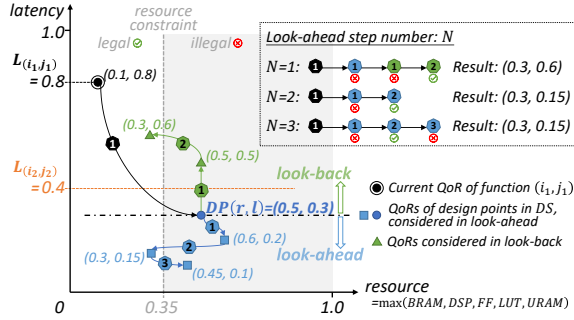 latency
resource
constraint
1.0
legal
illegal
L(i1,j1)
=0.8
(0.1, 0.8)
1
(0.3, 0.6)
2
(0.5, 0.5)
look-back
L(i2,j2)
=0.4
1
DP(r,l)=(0.5, 0.3)
1
(0.6, 0.2)
2
look-ahead
(0.3, 0.15)
3
(0.45, 0.1)
0
0.35
1.0
resource
=max(BRAM, DSP, FF, LUT, URAM)
Look-ahead step number: N
N=1: 1 1 1 2 Result: (0.3, 0.6)
N=2: 1 1 2 Result: (0.3, 0.15)
N=3: 1 1 2 3 Result: (0.3, 0.15)
Current QoR of function (i1,j1)
QoRs of design points in DS,
considered in look-ahead
QoRs considered in look-back